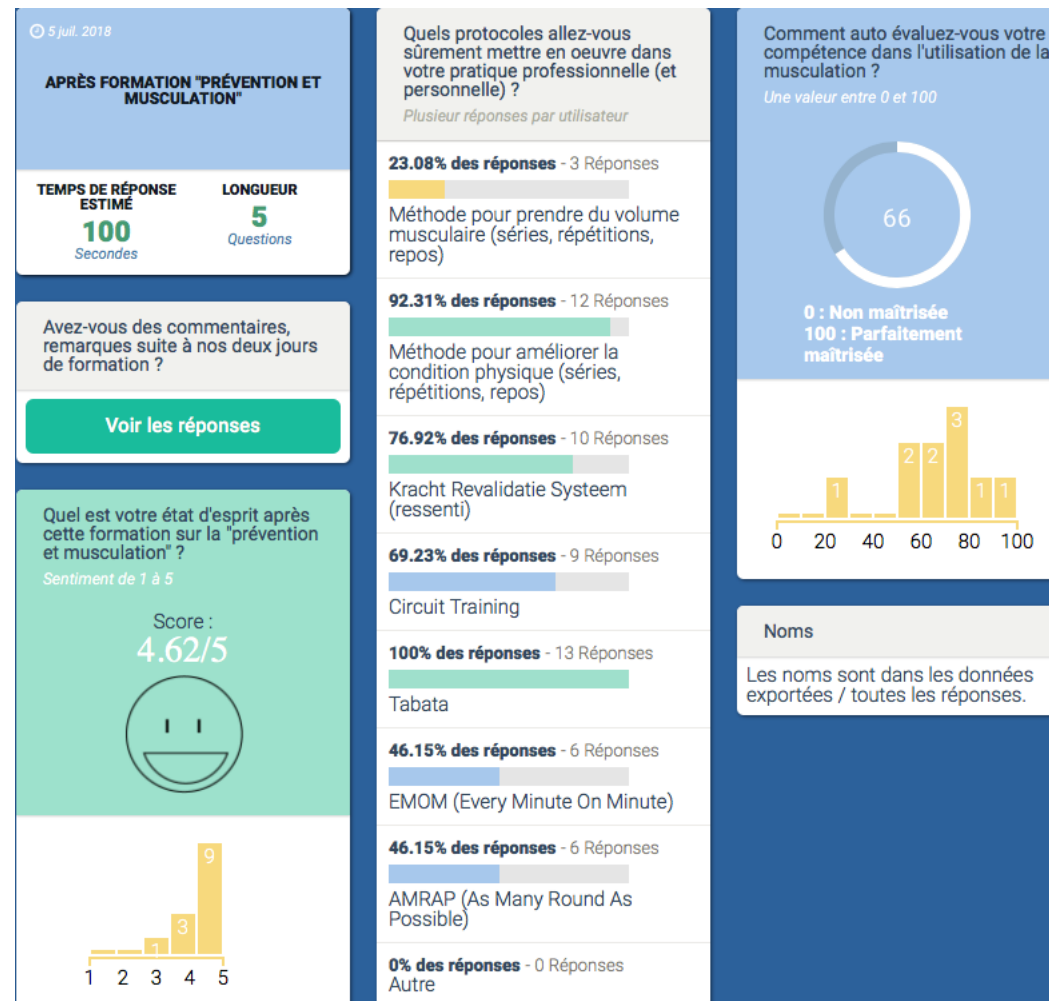 5 juil. 2018
APRÈS FORMATION "PRÉVENTION ET
MUSCULATION"
TEMPS DE RÉPONSE
ESTIMÉ
100
Secondes
LONGUEUR
5
Questions
Avez-vous des commentaires,
remarques suite à nos deux jours
de formation ?
Voir les réponses
Quel est votre état d'esprit après
cette formation sur la "prévention
et musculation" ?
Sentiment de 1 à 5
Score :
4.62/5
9
3
1
1 2 3 4 5
Quels protocoles allez-vous
sûrement mettre en oeuvre dans
votre pratique professionnelle (et
personnelle) ?
Plusieur réponses par utilisateur
23.08% des réponses - 3 Réponses
Méthode pour prendre du volume
musculaire (séries, répétitions,
repos)
92.31% des réponses - 12 Réponses
Méthode pour améliorer la
condition physique (séries,
répétitions, repos)
76.92% des réponses - 10 Réponses
Kracht Revalidatie Systeem
(ressenti)
69.23% des réponses - 9 Réponses
Circuit Training
100% des réponses - 13 Réponses
Tabata
46.15% des réponses - 6 Réponses
EMOM (Every Minute On Minute)
46.15% des réponses - 6 Réponses
AMRAP (As Many Round As
Possible)
0% des réponses - 0 Réponses
Autre
Comment auto évaluez-vous votre
compétence dans l'utilisation de la
musculation ?
Une valeur entre 0 et 100
66
0 : Non maîtrisée
100 : Parfaitement
maîtrisée
3
2 2
1 1 1
0 20 40 60 80 100
Noms
Les noms sont dans les données
exportées / toutes les réponses.